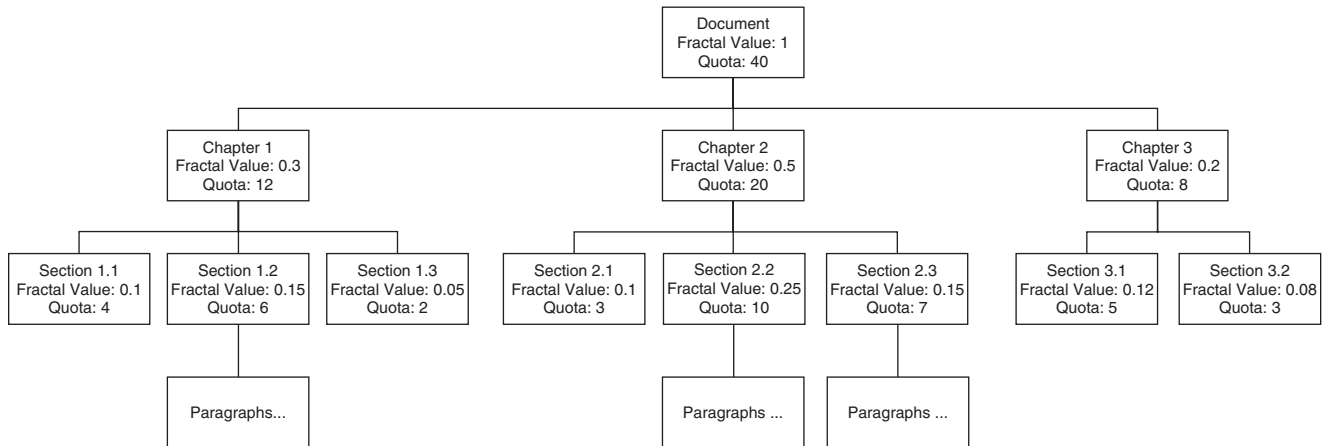 Document
Fractal Value: 1
Quota: 40
Chapter 1
Fractal Value: 0.3
Quota: 12
Chapter 2
Fractal Value: 0.5
Quota: 20
Chapter 3
Fractal Value: 0.2
Quota: 8
Section 1.1
Fractal Value: 0.1
Quota: 4
Section 1.2
Fractal Value: 0.15
Quota: 6
Section 1.3
Fractal Value: 0.05
Quota: 2
Section 2.1
Fractal Value: 0.1
Quota: 3
Section 2.2
Fractal Value: 0.25
Quota: 10
Section 2.3
Fractal Value: 0.15
Quota: 7
Section 3.1
Fractal Value: 0.12
Quota: 5
Section 3.2
Fractal Value: 0.08
Quota: 3
Paragraphs...
Paragraphs ...
Paragraphs ...